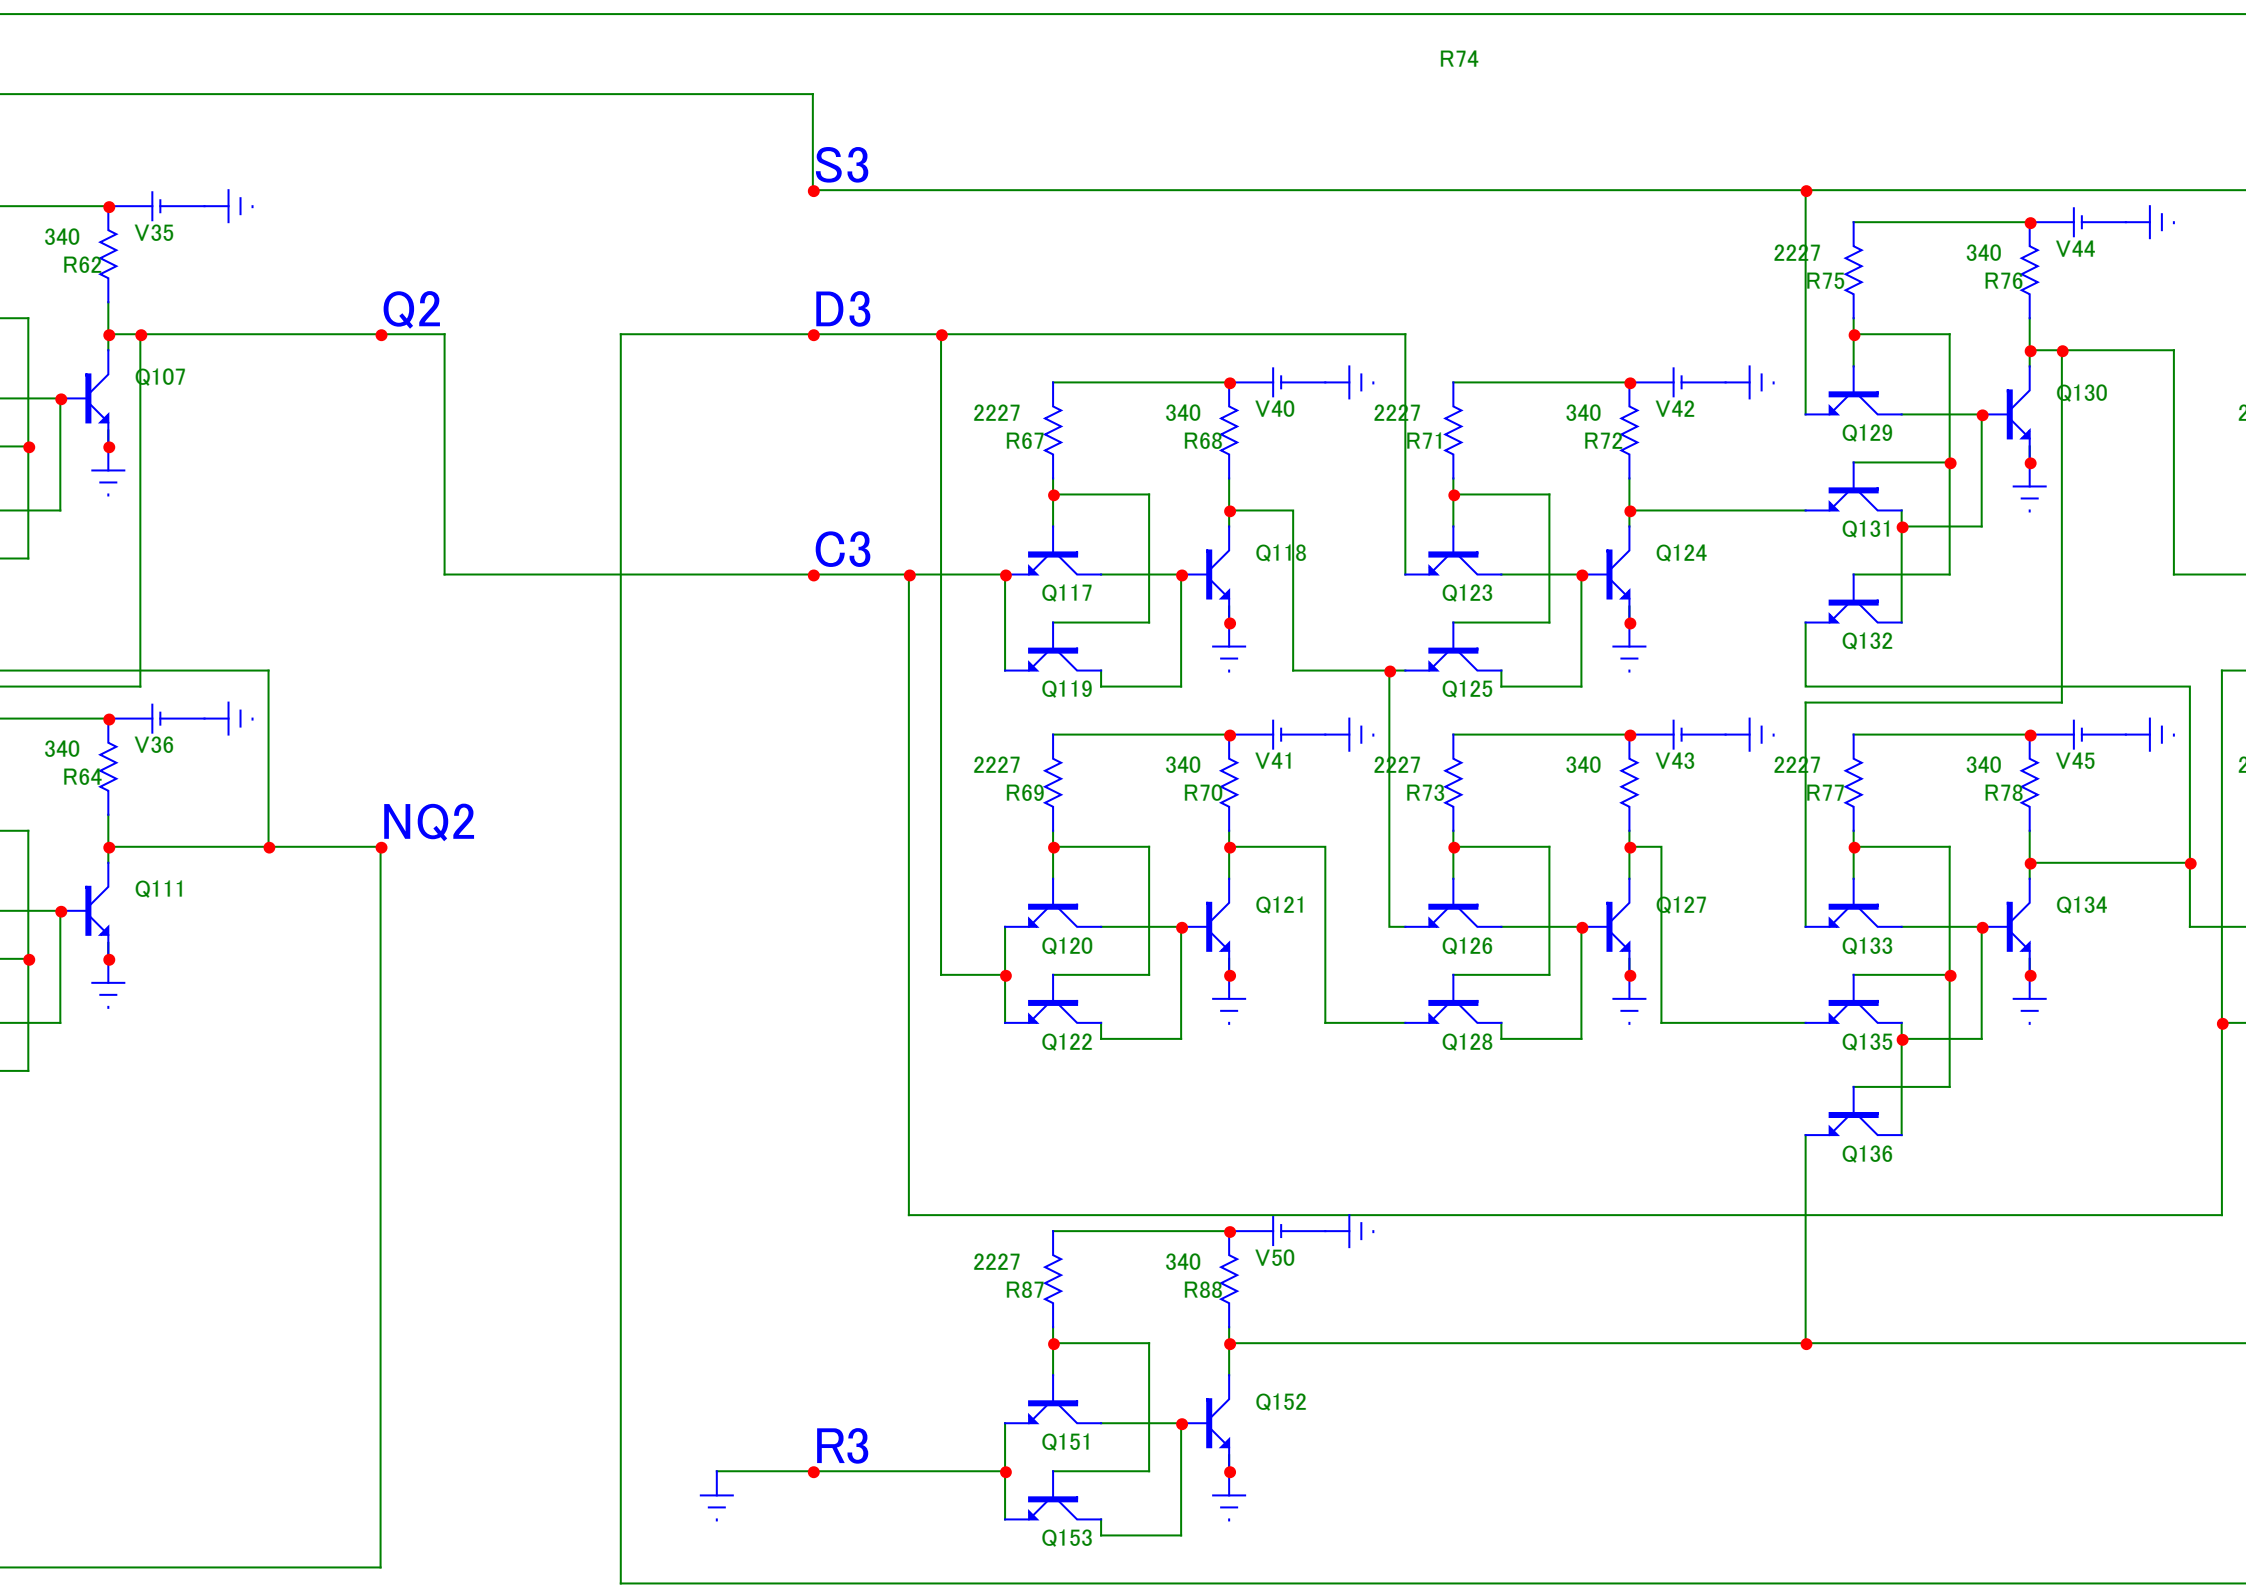 R74
S3
340
V35
R62
2227
340
V44
R75
R76
Q2
D3
Q107
Q130
2227
340
V40
2227
340
V42
2
R67
R68
R71
R72
Q129
C3
Q118
Q124
Q131
Q117
Q123
Q132
Q119
Q125
340
V36
R64
2227
340
V41
2227
340
V43
2227
340
V45
2
R69
R70
R73
R77
R78
NQ2
Q111
Q121
Q127
Q134
Q120
Q126
Q133
Q122
Q128
Q135
Q136
2227
340
V50
R87
R88
Q152
R3
Q151
Q153